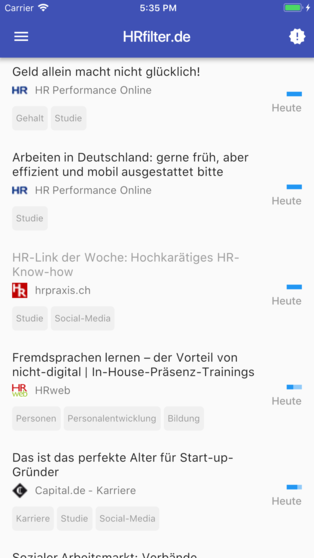 Carrier 5:35 PM
HRfilter.de
Geld allein macht nicht glücklich!
HR HR Performance Online
Heute
Gehalt Studie
Arbeiten in Deutschland: gerne früh, aber
effizient und mobil ausgestattet bitte
HR HR Performance Online
Heute
Studie
HR-Link der Woche: Hochkarätiges HR-
Know-how
HR hrpraxis.ch
Heute
Studie Social-Media
Fremdsprachen lernen – der Vorteil von
nicht-digital | In-House-Präsenz-Trainings
HR web HRweb
Heute
Personen Personalentwicklung Bildung
Das ist das perfekte Alter für Start-up-
Gründer
C Capital.de - Karriere
Heute
Karriere Studie Social-Media
Sozialer Arbeitsmarkt: Verbände